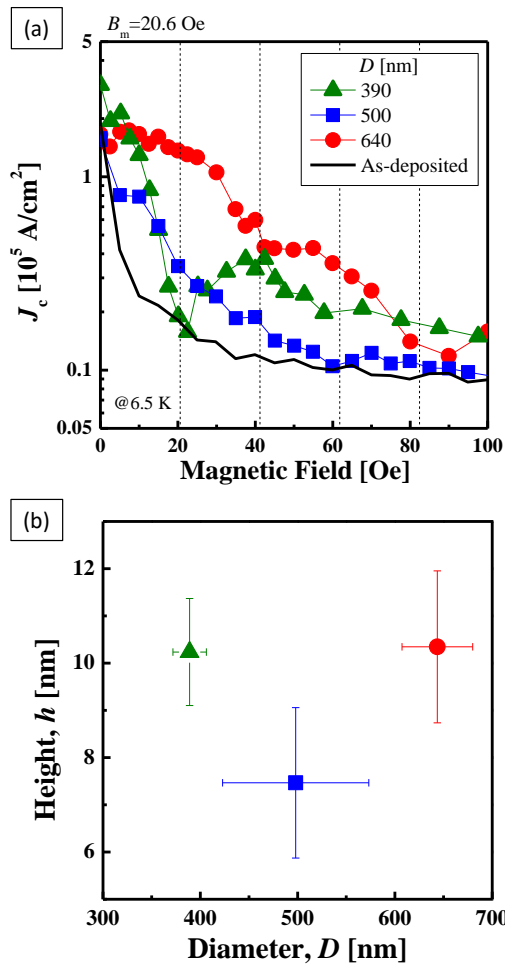 (a)
B_m=20.6 Oe
5
1
0.1
0.05
J_c [10^5 A/cm^2]
D [nm]
390
500
640
As-deposited
@6.5 K
0 20 40 60 80 100
Magnetic Field [Oe]
(b)
12
10
8
6
Height, h [nm]
300 400 500 600 700
Diameter, D [nm]